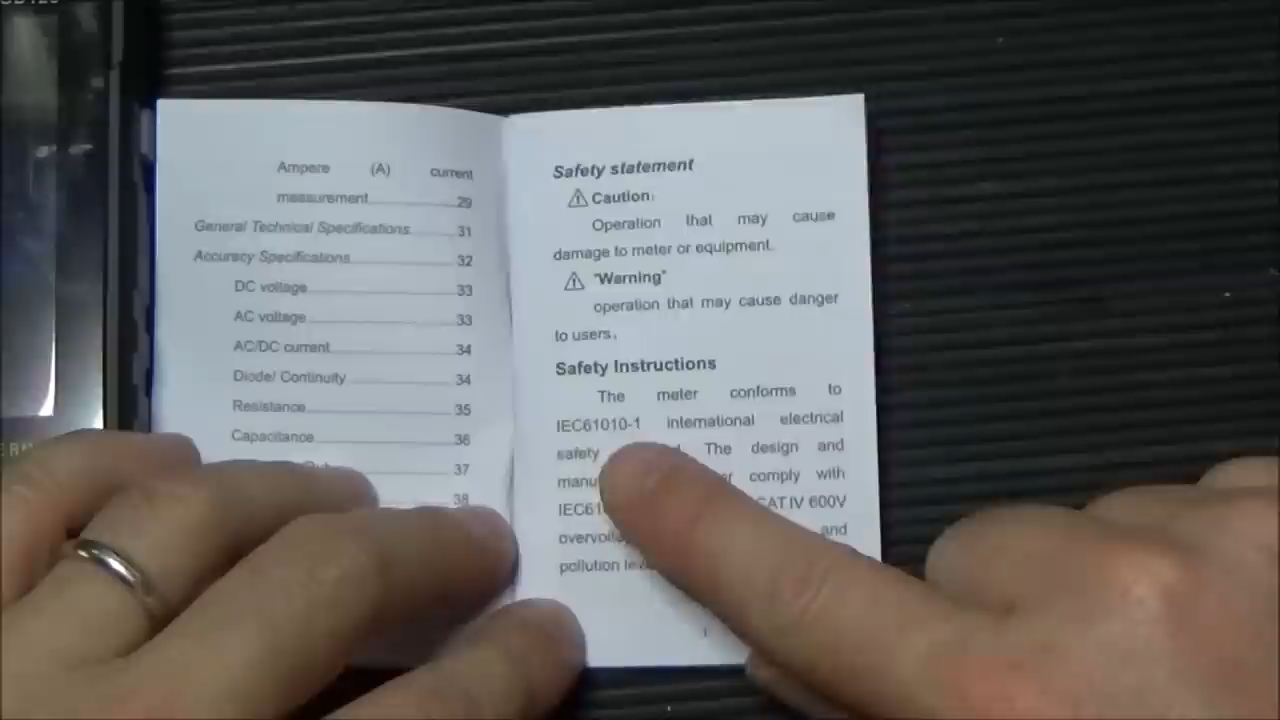 Ampere (A) current
measurement 29
General Technical Specifications 31
Accuracy Specifications 32
DC voltage 33
AC voltage 33
AC/DC current 34
Diode/ Continuity 34
Resistance 35
Capacitance 36
37
38
Safety statement
Caution:
Operation that may cause
damage to meter or equipment.
"Warning"
operation that may cause danger
to users.
Safety Instructions
The meter conforms to
IEC61010-1 international electrical
safety The design and
comply with
CAT IV 600V
and
pollution
1